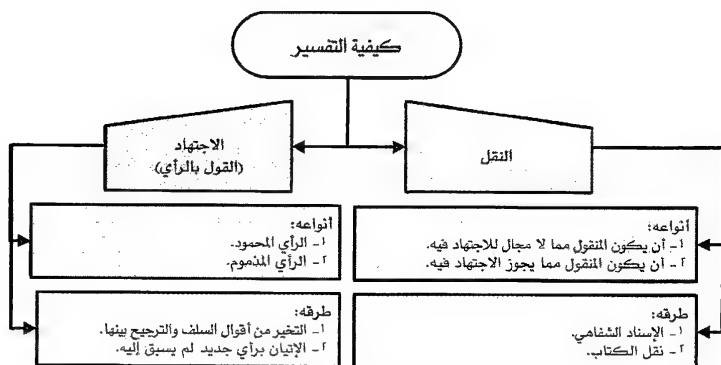 كيفية التفسير
النقل
الاجتهاد
(القول بالرأي)
أنواعه:
١- أن يكون المنقول مما لا مجال للاجتهاد فيه.
٢- أن يكون المنقول مما يجوز الاجتهاد فيه.
أنواعه:
١- الرأي المحمود.
٢- الرأي المذموم.
طرقه:
١- الإسناد الشفاهي.
٢- نقل الكتاب.
طرقه:
١- التخير من أقوال السلف والترجيح بينها.
٢- الإتيان برأي جديد لم يسبق إليه.